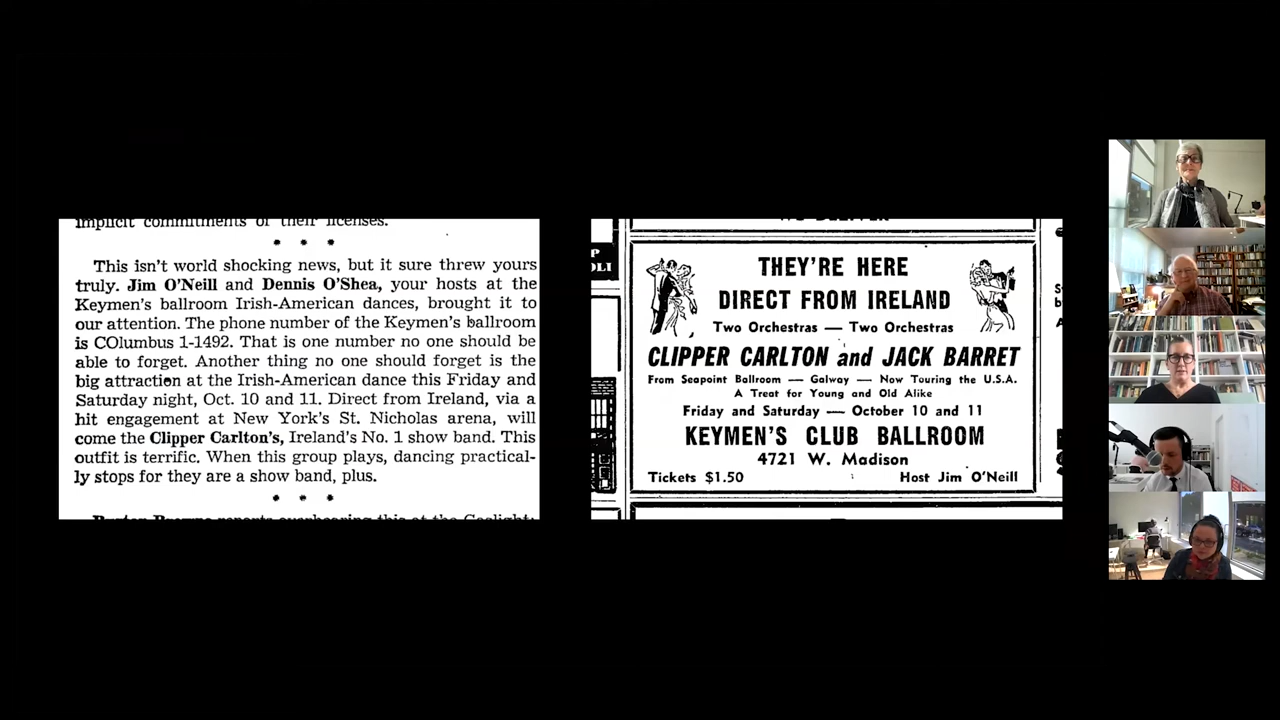 implicit commitments of their licenses.
• • •
This isn't world shocking news, but it sure threw yours
truly. Jim O'Neill and Dennis O'Shea, your hosts at the
Keymen's ballroom Irish-American dances, brought it to
our attention. The phone number of the Keymen's ballroom
is COlumbus 1-1492. That is one number no one should be
able to forget. Another thing no one should forget is the
big attraction at the Irish-American dance this Friday and
Saturday night, Oct. 10 and 11. Direct from Ireland, via a
hit engagement at New York's St. Nicholas arena, will
come the Clipper Carlton's, Ireland's No. 1 show band. This
outfit is terrific. When this group plays, dancing practical-
ly stops for they are a show band, plus.
• • •
THEY'RE HERE
DIRECT FROM IRELAND
Two Orchestras — Two Orchestras
CLIPPER CARLTON and JACK BARRET
From Seapoint Ballroom — Galway — Now Touring the U.S.A.
A Treat for Young and Old Alike
Friday and Saturday — October 10 and 11
KEYMEN'S CLUB BALLROOM
4721 W. Madison
Tickets $1.50 Host Jim O'Neill